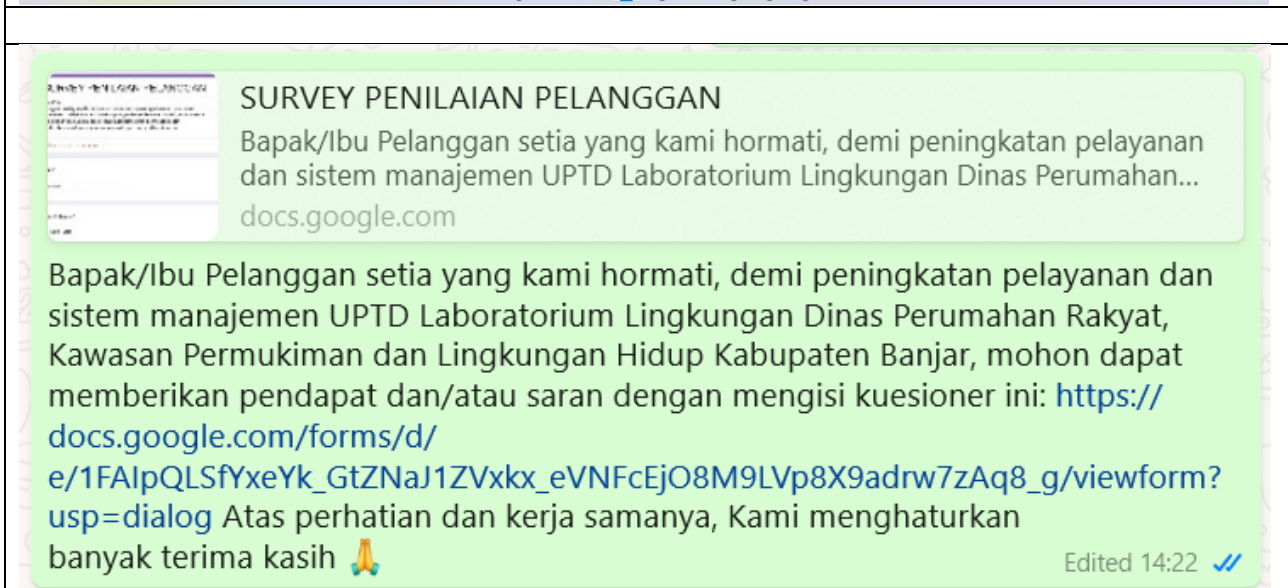 SURVEY PENILAIAN PELANGGAN
SURVEY PENILAIAN PELANGGAN
Bapak/Ibu Pelanggan setia yang kami hormati, demi peningkatan pelayanan
dan sistem manajemen UPTD Laboratorium Lingkungan Dinas Perumahan...
docs.google.com
Bapak/Ibu Pelanggan setia yang kami hormati, demi peningkatan pelayanan dan
sistem manajemen UPTD Laboratorium Lingkungan Dinas Perumahan Rakyat,
Kawasan Permukiman dan Lingkungan Hidup Kabupaten Banjar, mohon dapat
memberikan pendapat dan/atau saran dengan mengisi kuesioner ini: https://
docs.google.com/forms/d/
e/1FAIpQLSfYxeYk_GtZNaJ1ZVxkx_eVNFcEjO8M9LVp8X9adrw7zAq8_g/viewform?
usp=dialog Atas perhatian dan kerja samanya, Kami menghaturkan
banyak terima kasih 🙏
Edited 14:22